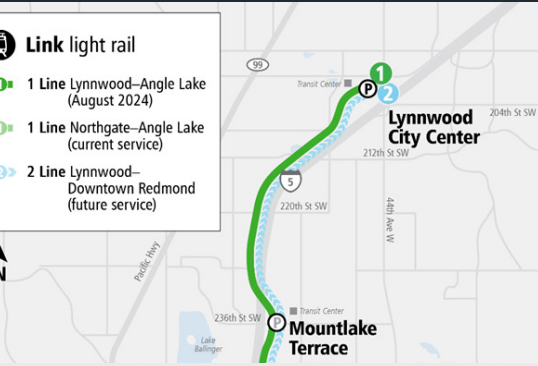 Link light rail
1 Line Lynnwood–Angle Lake
(August 2024)
1 Line Northgate–Angle Lake
(current service)
2 Line Lynnwood–
Downtown Redmond
(future service)
99
Transit Center
P
1
2
Lynnwood
City Center
204th St SW
212th St SW
5
220th St SW
44th Ave W
Pacific Hwy
N
236th St SW
Transit Center
P
Mountlake
Terrace
Lake
Ballinger